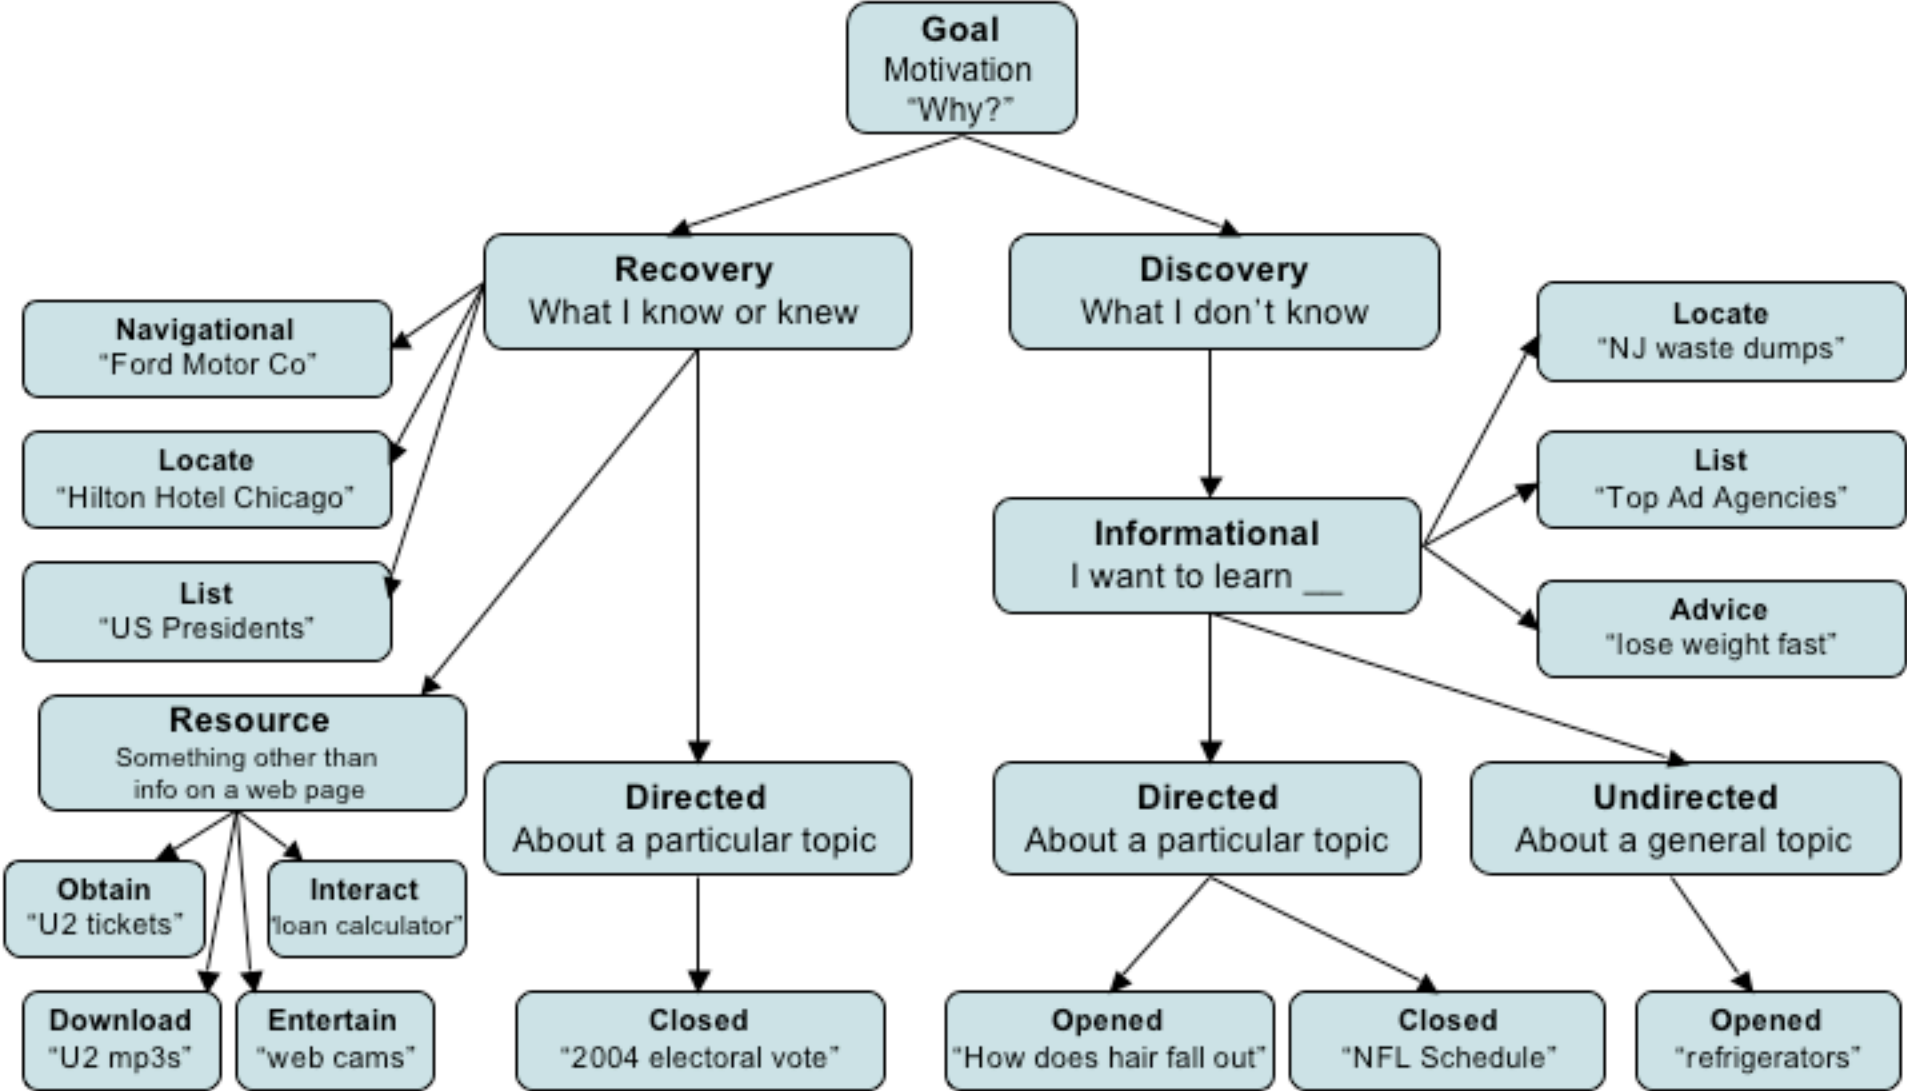 Goal
Motivation
“Why?”
Recovery
What I know or knew
Discovery
What I don’t know
Navigational
“Ford Motor Co”
Locate
“Hilton Hotel Chicago”
List
“US Presidents”
Locate
“NJ waste dumps”
List
“Top Ad Agencies”
Advice
“lose weight fast”
Informational
I want to learn __
Resource
Something other than
info on a web page
Directed
About a particular topic
Directed
About a particular topic
Undirected
About a general topic
Obtain
“U2 tickets”
Interact
“loan calculator”
Download
“U2 mp3s”
Entertain
“web cams”
Closed
“2004 electoral vote”
Opened
“How does hair fall out”
Closed
“NFL Schedule”
Opened
“refrigerators”